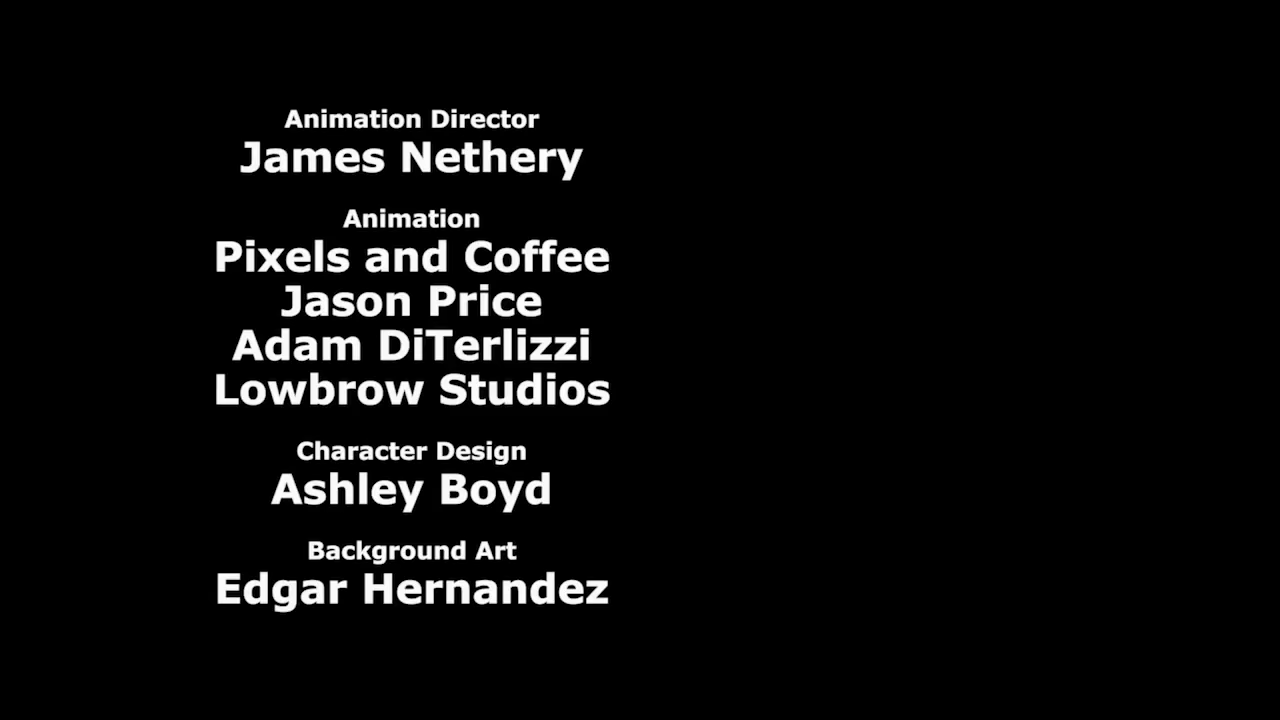 Animation Director
James Nethery
Animation
Pixels and Coffee
Jason Price
Adam DiTerlizzi
Lowbrow Studios
Character Design
Ashley Boyd
Background Art
Edgar Hernandez